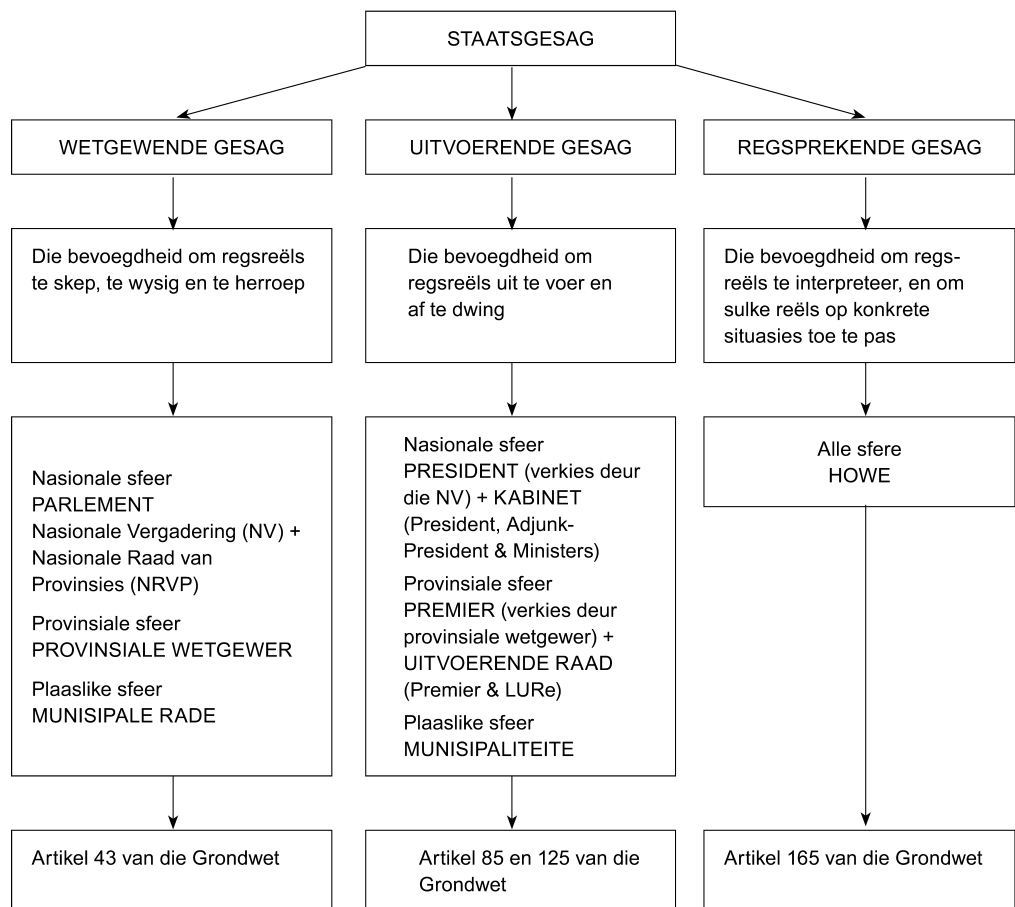 STAATSGESAG
WETGEWENDE GESAG
UITVOERENDE GESAG
REGSPREKENDE GESAG
Die bevoegdheid om regsreëls
te skep, te wysig en te herroep
Die bevoegdheid om
regsreëls uit te voer en
af te dwing
Die bevoegdheid om regs-
reëls te interpreteer, en om
sulke reëls op konkrete
situasies toe te pas
Nasionale sfeer
PARLEMENT
Nasionale Vergadering (NV) +
Nasionale Raad van
Provinsies (NRVP)
Provinsiale sfeer
PROVINSIALE WETGEWER
Plaaslike sfeer
MUNISIPALE RADE
Nasionale sfeer
PRESIDENT (verkies deur
die NV) + KABINET
(President, Adjunk-
President & Ministers)
Provinsiale sfeer
PREMIER (verkies deur
provinsiale wetgewer) +
UITVOERENDE RAAD
(Premier & LURe)
Plaaslike sfeer
MUNISIPALITEITE
Alle sfere
HOWE
Artikel 43 van die Grondwet
Artikel 85 en 125 van die
Grondwet
Artikel 165 van die Grondwet